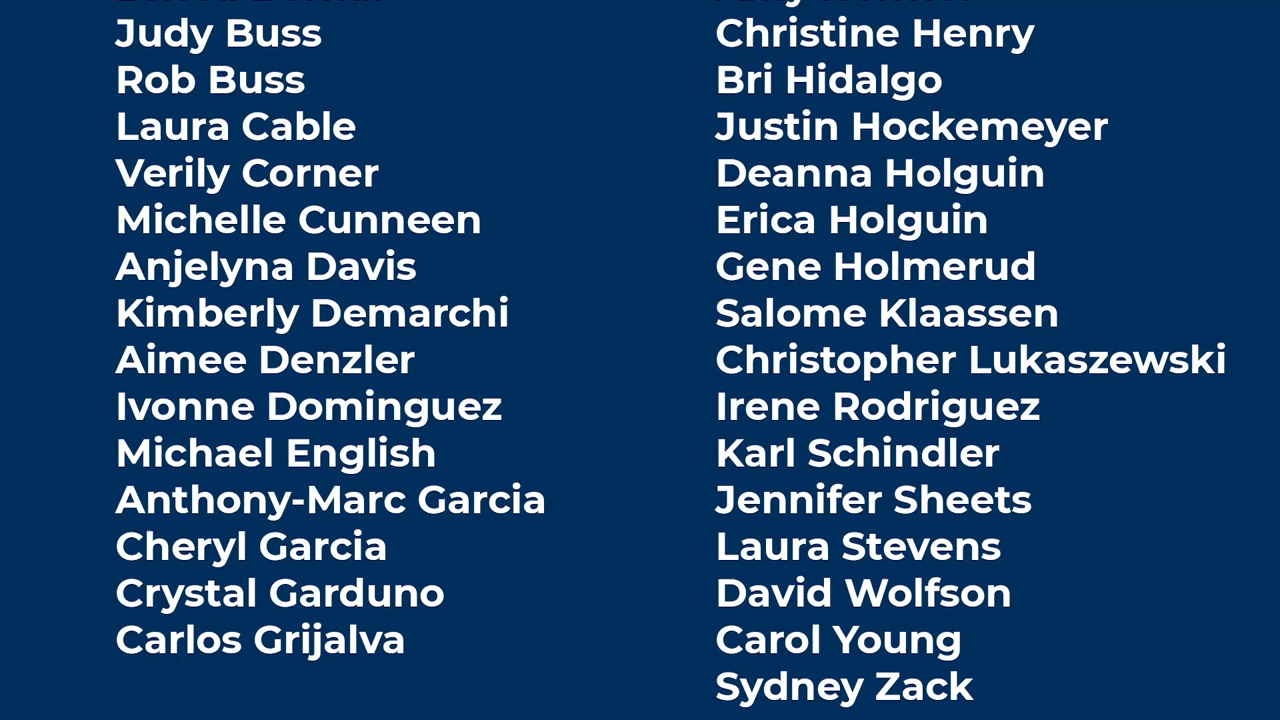 Judy Buss
Rob Buss
Laura Cable
Verily Corner
Michelle Cunneen
Anjelyna Davis
Kimberly Demarchi
Aimee Denzler
Ivonne Dominguez
Michael English
Anthony-Marc Garcia
Cheryl Garcia
Crystal Garduno
Carlos Grijalva
Christine Henry
Bri Hidalgo
Justin Hockemeyer
Deanna Holguin
Erica Holguin
Gene Holmerud
Salome Klaassen
Christopher Lukaszewski
Irene Rodriguez
Karl Schindler
Jennifer Sheets
Laura Stevens
David Wolfson
Carol Young
Sydney Zack